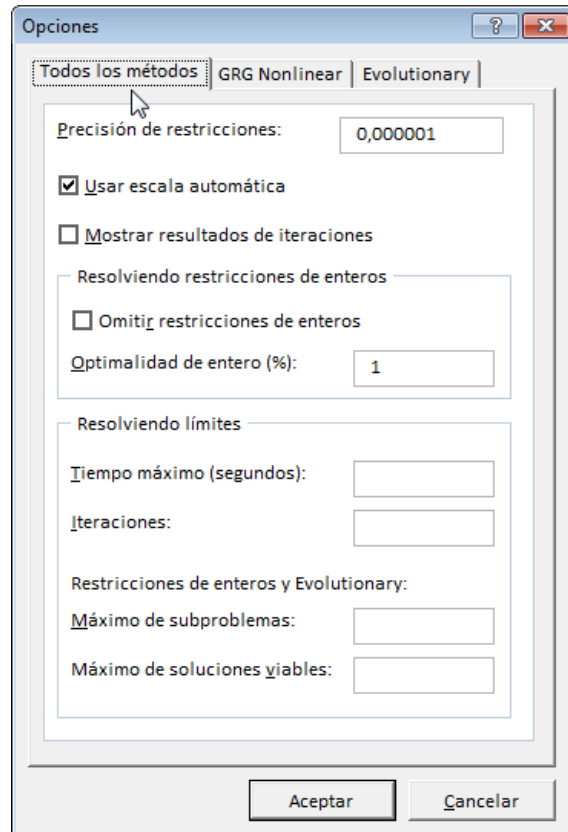 Opciones
Todos los métodos GRG Nonlinear Evolutionary
Precisión de restricciones: 0,000001
Usar escala automática
Mostrar resultados de iteraciones
Resolviendo restricciones de enteros
Omitir restricciones de enteros
Optimalidad de entero (%): 1
Resolviendo límites
Tiempo máximo (segundos):
Iteraciones:
Restricciones de enteros y Evolutionary:
Máximo de subproblemas:
Máximo de soluciones viables:
Aceptar Cancelar